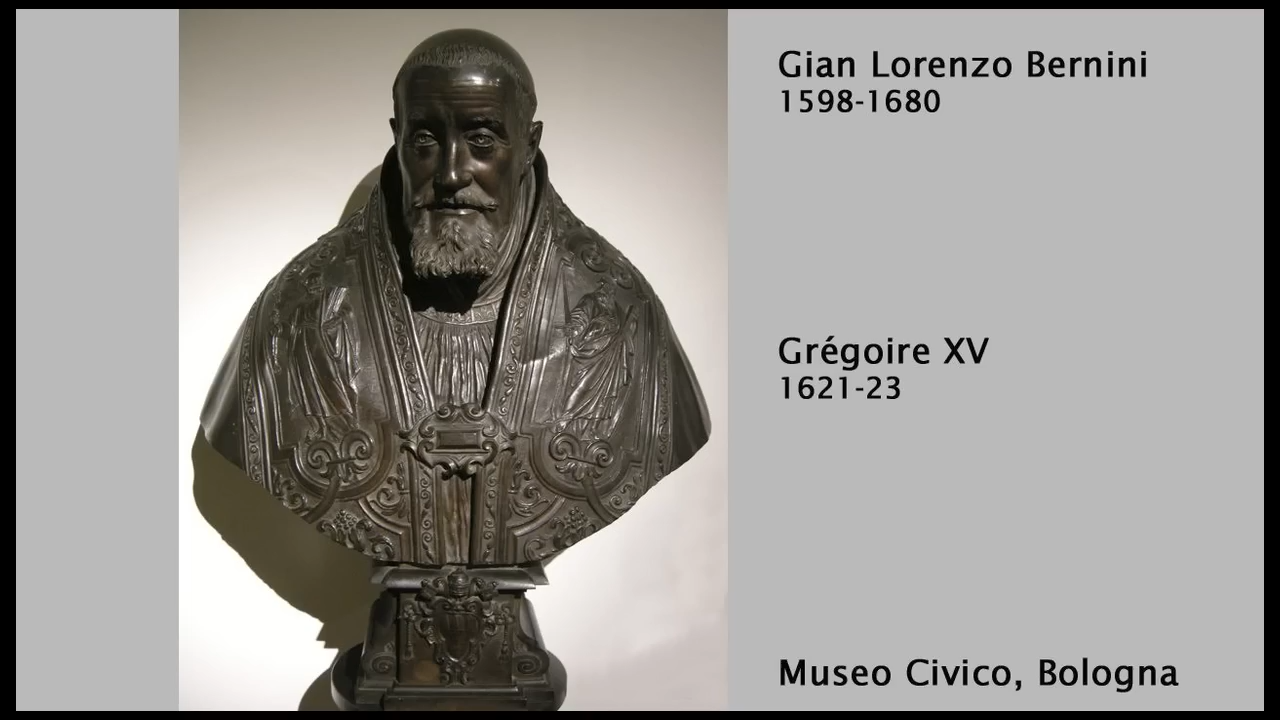 Gian Lorenzo Bernini
1598-1680
Grégoire XV
1621-23
Museo Civico, Bologna